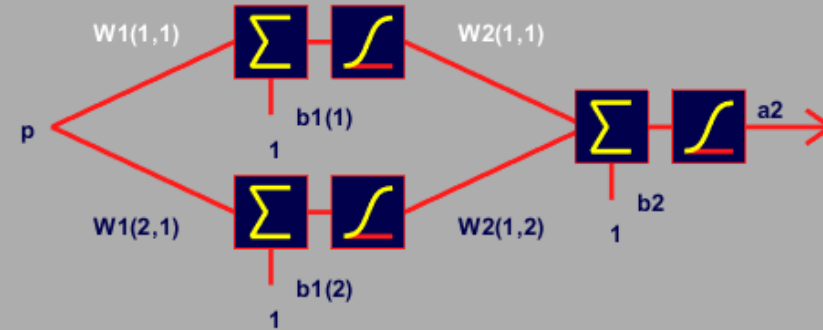 W1(1,1)
W2(1,1)
b1(1)
1
p
a2
W1(2,1)
W2(1,2)
b2
1
b1(2)
1